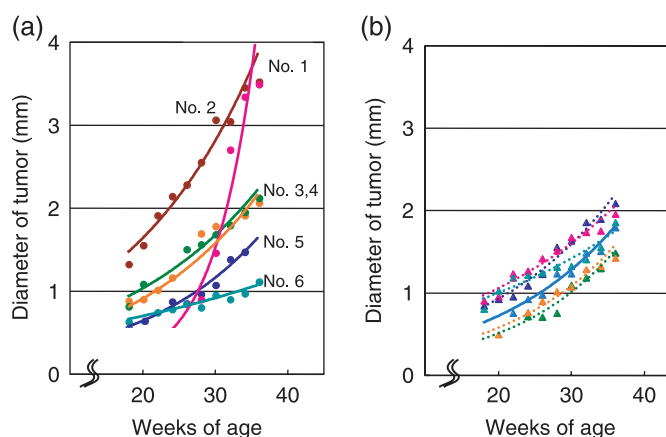 (a)
Diameter of tumor (mm)
4
3
2
1
0
No. 1
No. 2
No. 3,4
No. 5
No. 6
20
30
40
Weeks of age
(b)
Diameter of tumor (mm)
4
3
2
1
0
20
30
40
Weeks of age